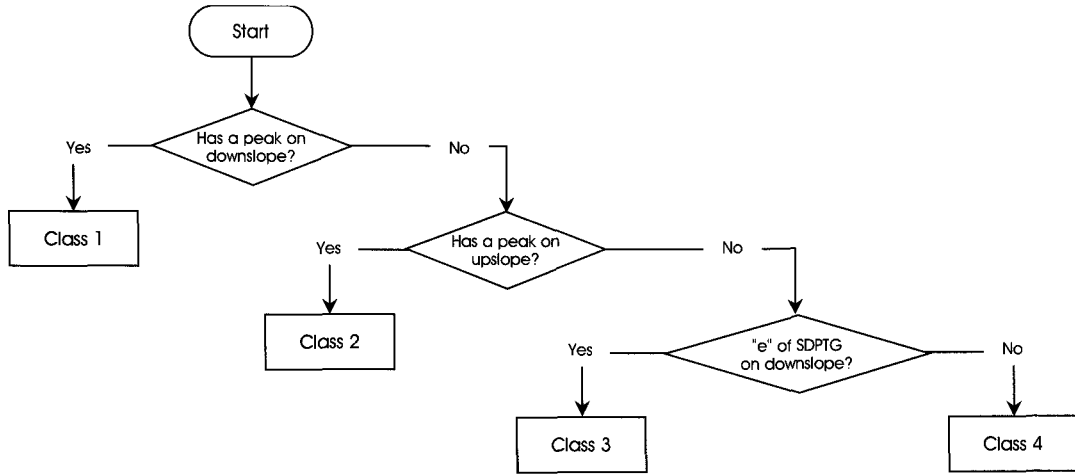 Start
Has a peak on
downslope?
Yes
No
Class 1
Has a peak on
upslope?
Yes
No
Class 2
"e" of SDPTG
on downslope?
Yes
No
Class 3
Class 4